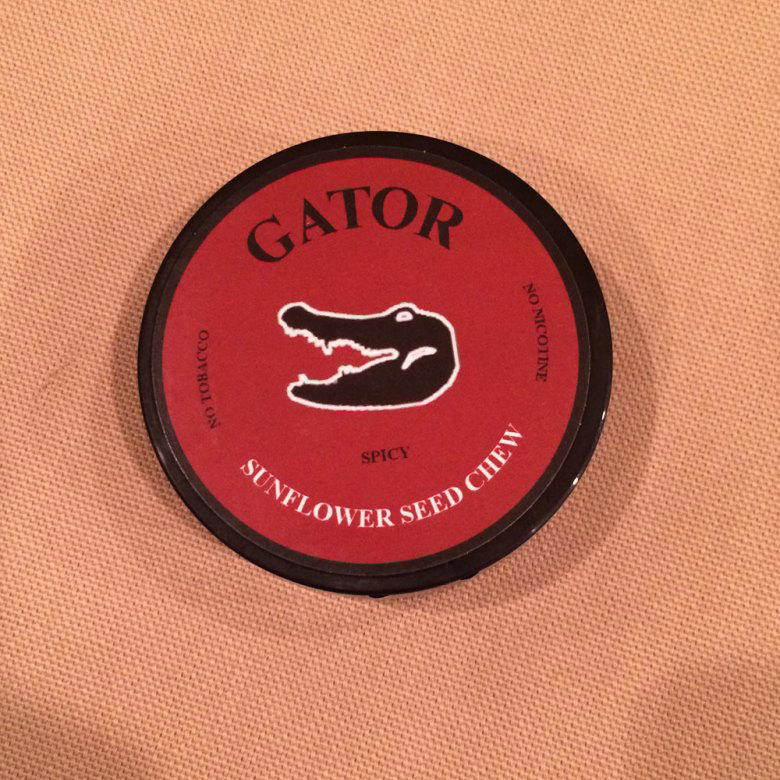 GATOR
NO TOBACCO
NO NICOTINE
SPICY
SUNFLOWER SEED CHEW